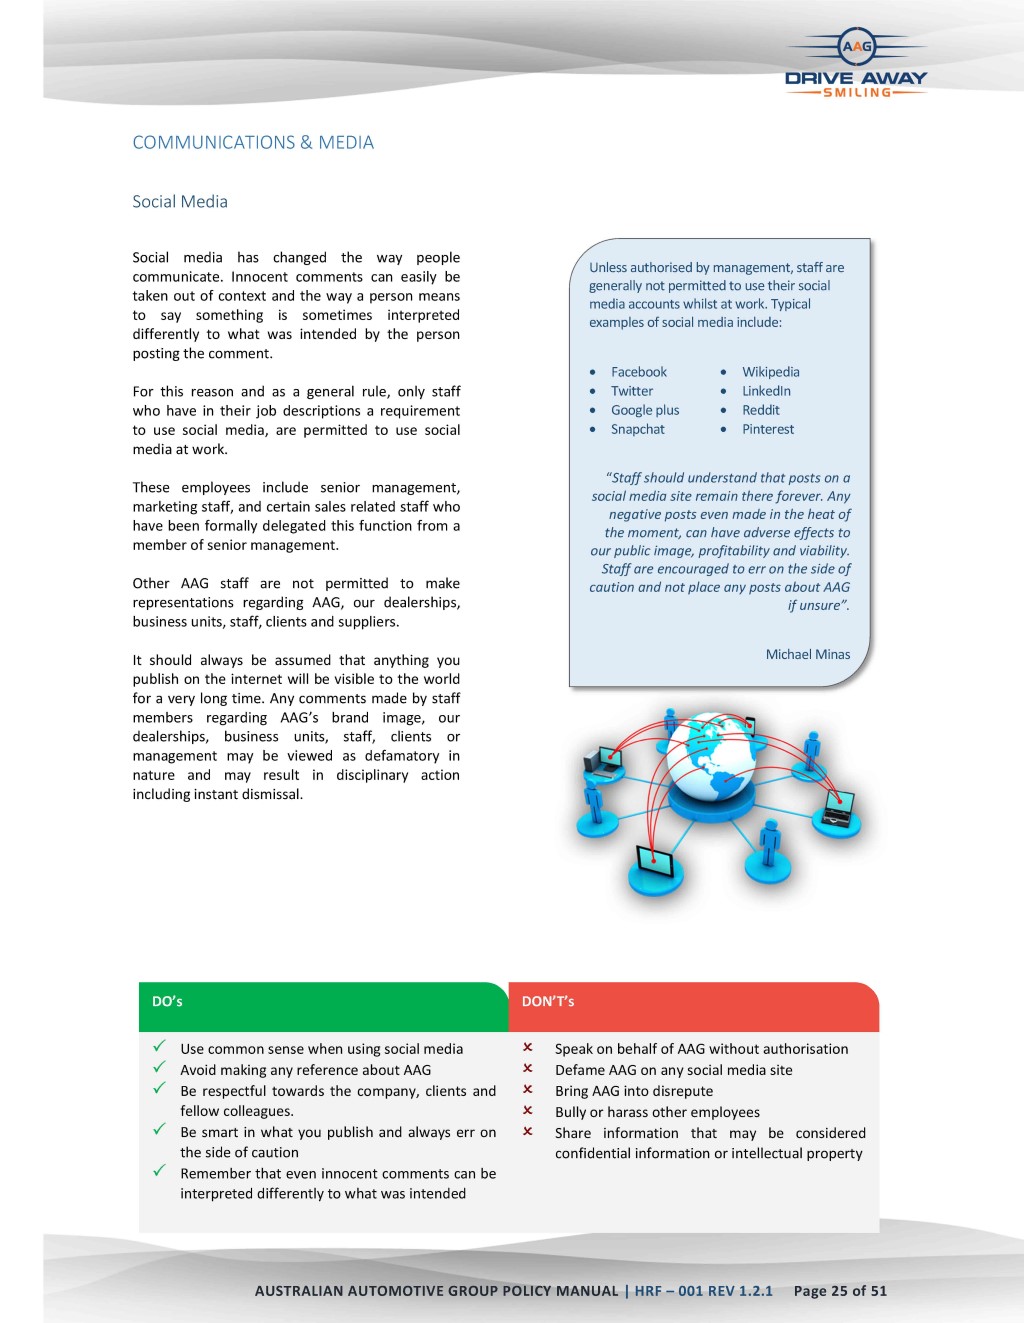 AAG
DRIVE AWAY
SMILING
COMMUNICATIONS & MEDIA
Social Media
Social media has changed the way people
communicate. Innocent comments can easily be
taken out of context and the way a person means
to say something is sometimes interpreted
differently to what was intended by the person
posting the comment.
For this reason and as a general rule, only staff
who have in their job descriptions a requirement
to use social media, are permitted to use social
media at work.
These employees include senior management,
marketing staff, and certain sales related staff who
have been formally delegated this function from a
member of senior management.
Other AAG staff are not permitted to make
representations regarding AAG, our dealerships,
business units, staff, clients and suppliers.
It should always be assumed that anything you
publish on the internet will be visible to the world
for a very long time. Any comments made by staff
members regarding AAG’s brand image, our
dealerships, business units, staff, clients or
management may be viewed as defamatory in
nature and may result in disciplinary action
including instant dismissal.
Unless authorised by management, staff are
generally not permitted to use their social
media accounts whilst at work. Typical
examples of social media include:
• Facebook
• Twitter
• Google plus
• Snapchat
• Wikipedia
• LinkedIn
• Reddit
• Pinterest
“Staff should understand that posts on a
social media site remain there forever. Any
negative posts even made in the heat of
the moment, can have adverse effects to
our public image, profitability and viability.
Staff are encouraged to err on the side of
caution and not place any posts about AAG
if unsure”.
Michael Minas
DO’s
✓ Use common sense when using social media
✓ Avoid making any reference about AAG
✓ Be respectful towards the company, clients and
fellow colleagues.
✓ Be smart in what you publish and always err on
the side of caution
✓ Remember that even innocent comments can be
interpreted differently to what was intended
DON’T’s
✗ Speak on behalf of AAG without authorisation
✗ Defame AAG on any social media site
✗ Bring AAG into disrepute
✗ Bully or harass other employees
✗ Share information that may be considered
confidential information or intellectual property
AUSTRALIAN AUTOMOTIVE GROUP POLICY MANUAL | HRF – 001 REV 1.2.1 Page 25 of 51